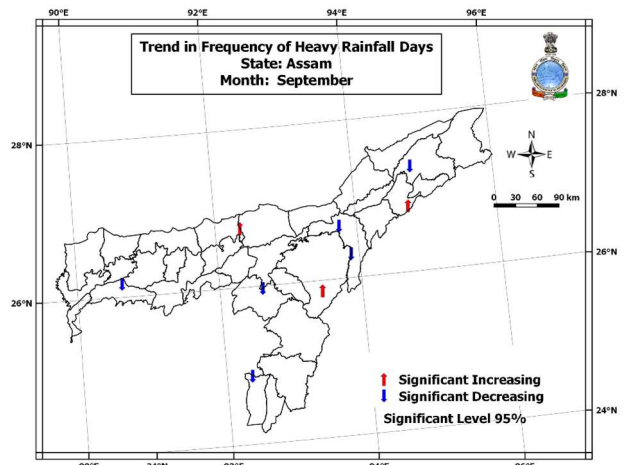 90°E 92°E 94°E 96°E
Trend in Frequency of Heavy Rainfall Days
State: Assam
Month: September
28°N
28°N
N
W E
S
0 30 60 90 km
26°N
26°N
Significant Increasing
Significant Decreasing
Significant Level 95%
24°N